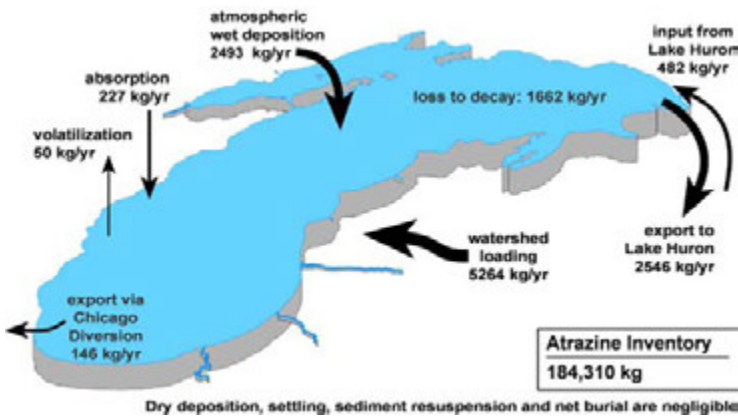 atmospheric
wet deposition
2493 kg/yr
input from
Lake Huron
482 kg/yr
absorption
227 kg/yr
loss to decay: 1662 kg/yr
volatilization
50 kg/yr
watershed
loading
5264 kg/yr
export to
Lake Huron
2546 kg/yr
export via
Chicago
Diversion
146 kg/yr
Atrazine Inventory
184,310 kg
Dry deposition, settling, sediment resuspension and net burial are negligible